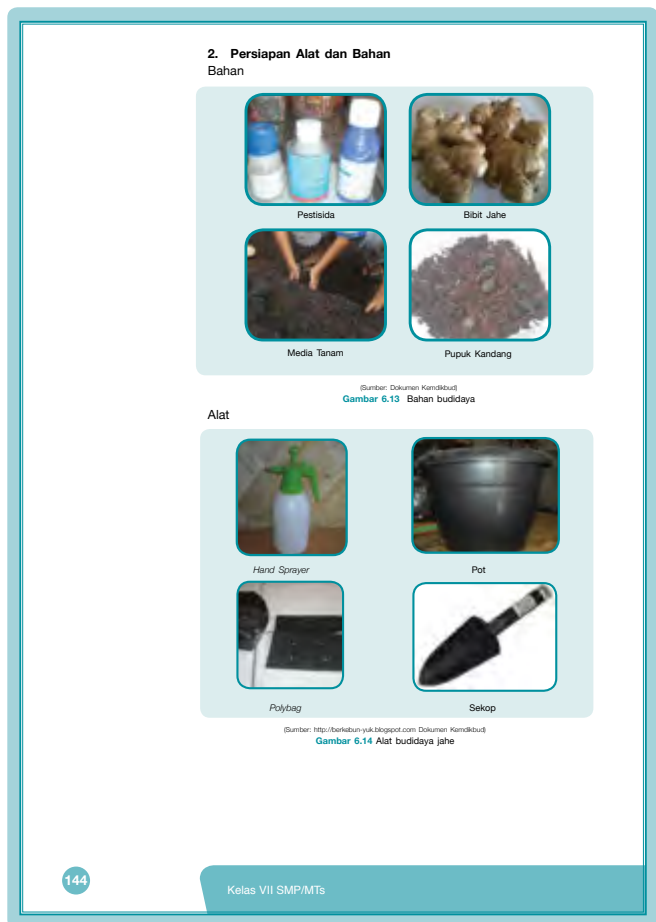 2. Persiapan Alat dan Bahan
Bahan
Pestisida
Bibit Jahe
Media Tanam
Pupuk Kandang
(Sumber: Dokumen Kemdikbud)
Gambar 6.13 Bahan budidaya
Alat
Hand Sprayer
Pot
Polybag
Sekop
(Sumber: http://berkebun-yuk.blogspot.com Dokumen Kemdikbud)
Gambar 6.14 Alat budidaya jahe
144
Kelas VII SMP/MTs